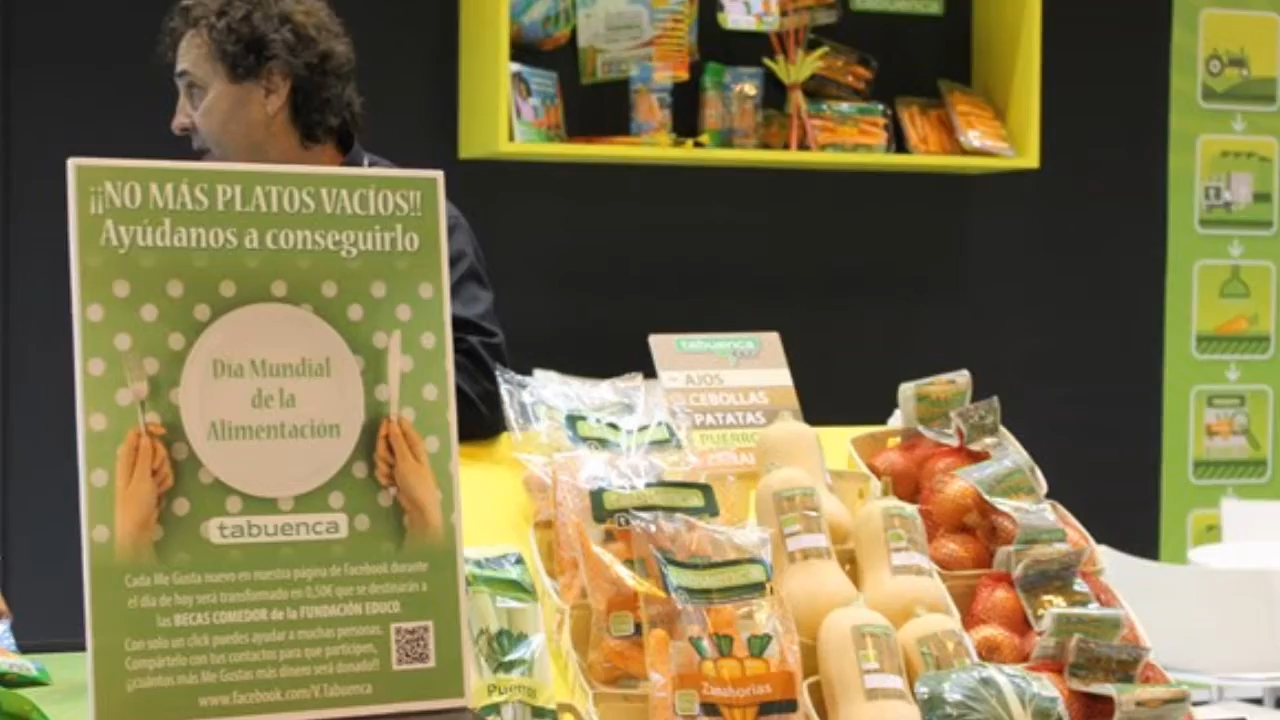 ¡¡NO MÁS PLATOS VACÍOS!!
Ayúdanos a conseguirlo
Día Mundial
de la
Alimentación
tabuenca
Cada Me Gusta nuevo en nuestra página de Facebook durante
el día de hoy será transformado en 0,50€ que se destinarán a
las BECAS COMEDOR de la FUNDACIÓN EDUCO.
Con solo un click puedes ayudar a muchas personas.
Compártelo con tus contactos para que participen,
¡¡cuántos más Me Gustas más dinero será donado!!
www.facebook.com/V.Tabuenca
tabuenca
AJOS
CEBOLLAS
PATATAS
PUERRO
Zanahorias